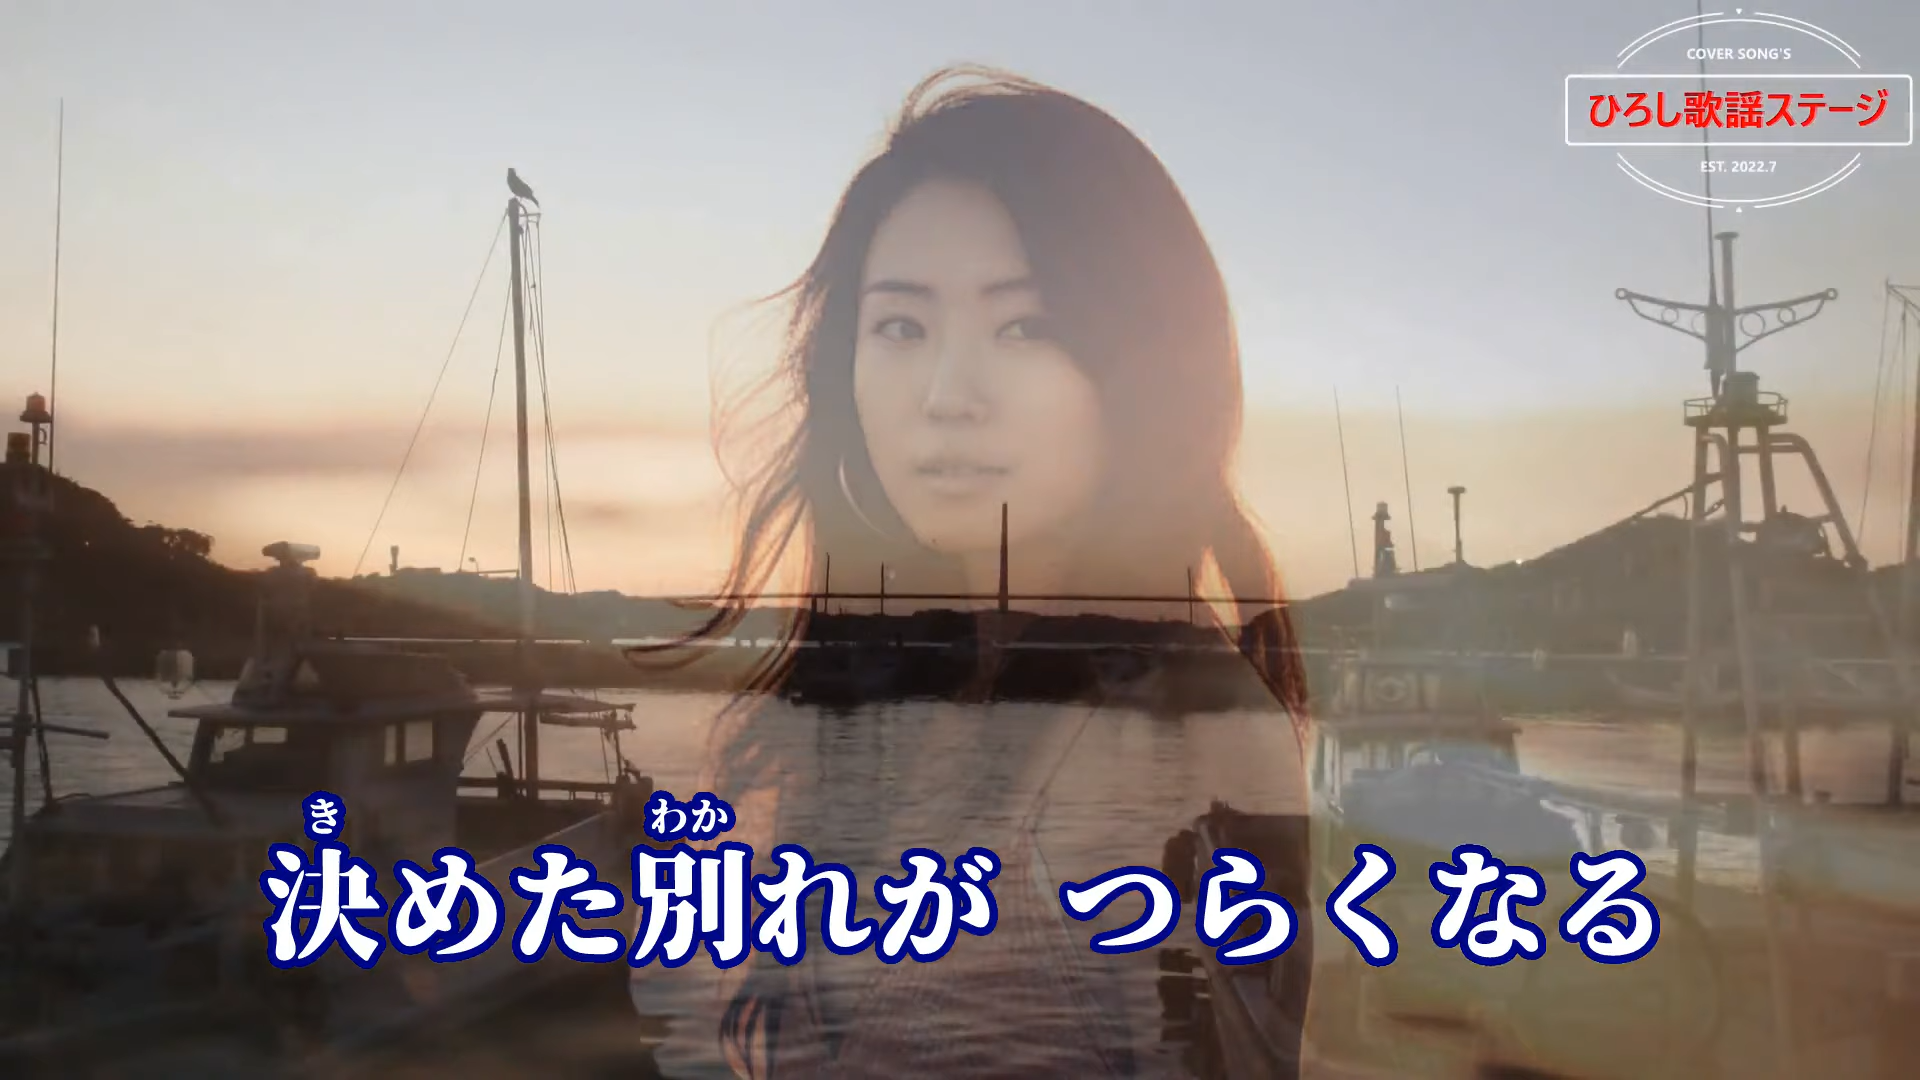 COVER SONG'S
ひろし歌謡ステージ
EST. 2022.7
き わか
決めた別れが つらくなる